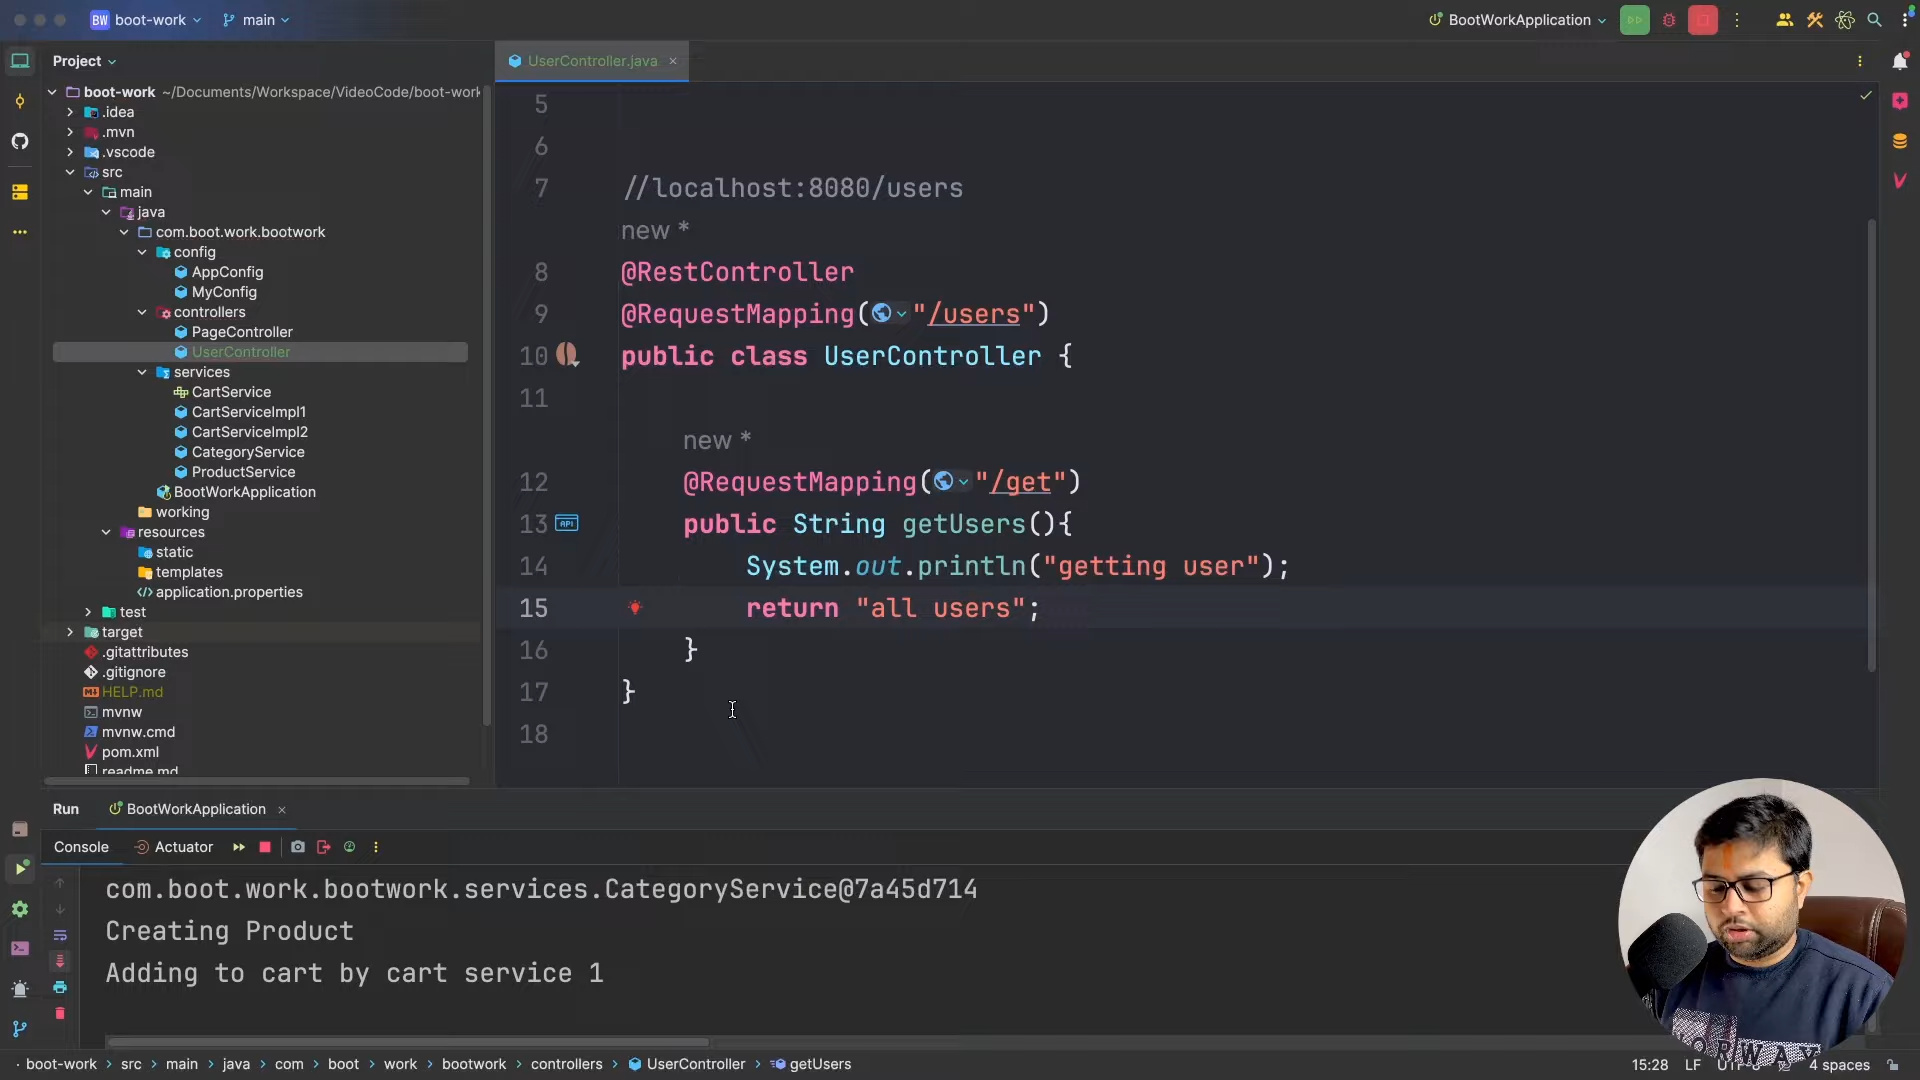 BW boot-work main BootWorkApplication
Project
UserController.java
boot-work ~/Documents/Workspace/VideoCode/boot-work
.idea
.mvn
.vscode
src
main
java
com.boot.work.bootwork
config
AppConfig
MyConfig
controllers
PageController
UserController
services
CartService
CartServiceImpl1
CartServiceImpl2
CategoryService
ProductService
BootWorkApplication
working
resources
static
templates
application.properties
test
target
.gitattributes
.gitignore
HELP.md
mvnw
mvnw.cmd
pom.xml
readme.md
5
6
7 //localhost:8080/users
new *
8 @RestController
9 @RequestMapping("/users")
10 public class UserController {
11
new *
12 @RequestMapping("/get")
13 API public String getUsers(){
14 System.out.println("getting user");
15 return "all users";
16 }
17 }
18
Run BootWorkApplication
Console Actuator
com.boot.work.bootwork.services.CategoryService@7a45d714
Creating Product
Adding to cart by cart service 1
boot-work > src > main > java > com > boot > work > bootwork > controllers > UserController > getUsers
15:28 LF 4 spaces